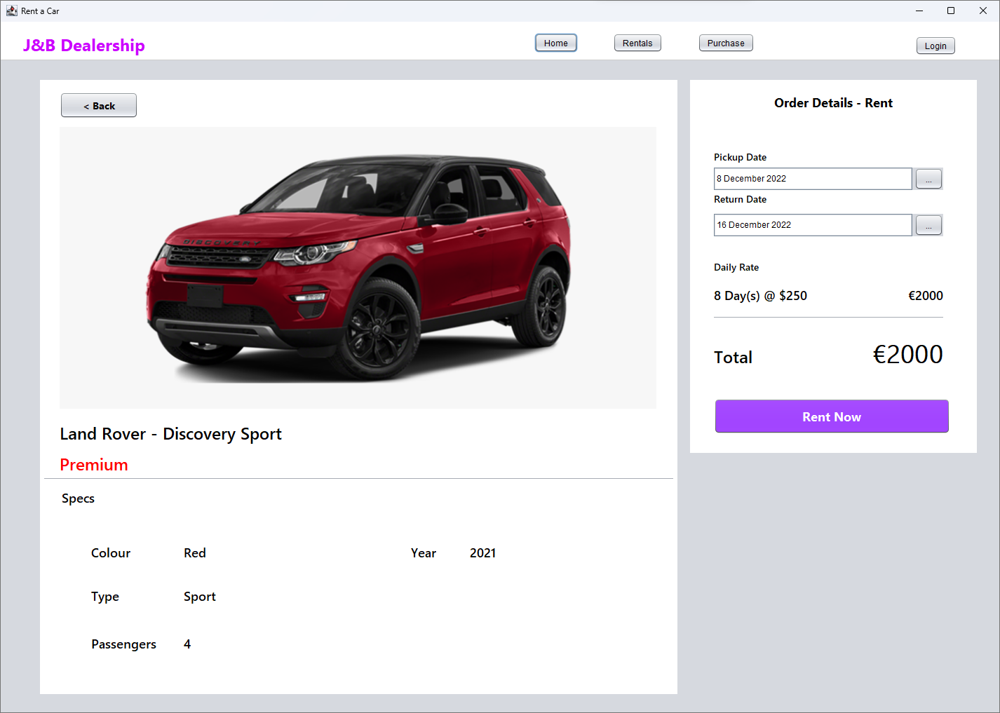 Rent a Car
J&B Dealership
Home
Rentals
Purchase
Login
< Back
DISCOVERY
Land Rover - Discovery Sport
Premium
Specs
Colour Red Year 2021
Type Sport
Passengers 4
Order Details - Rent
Pickup Date
8 December 2022 ...
Return Date
16 December 2022 ...
Daily Rate
8 Day(s) @ $250 €2000
Total €2000
Rent Now